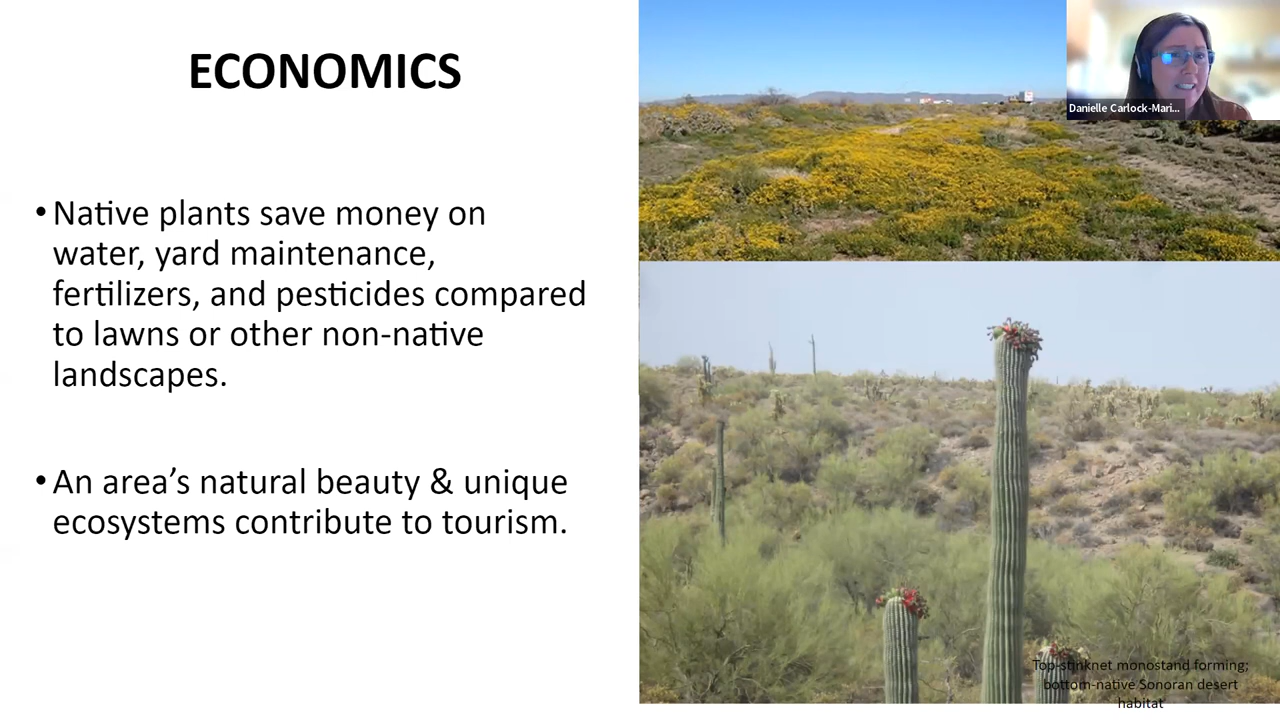 ECONOMICS
Danielle Carlock-Mari...
•Native plants save money on
water, yard maintenance,
fertilizers, and pesticides compared
to lawns or other non-native
landscapes.
•An area’s natural beauty & unique
ecosystems contribute to tourism.
Top-stinknet monostand forming;
bottom-native Sonoran desert
habitat